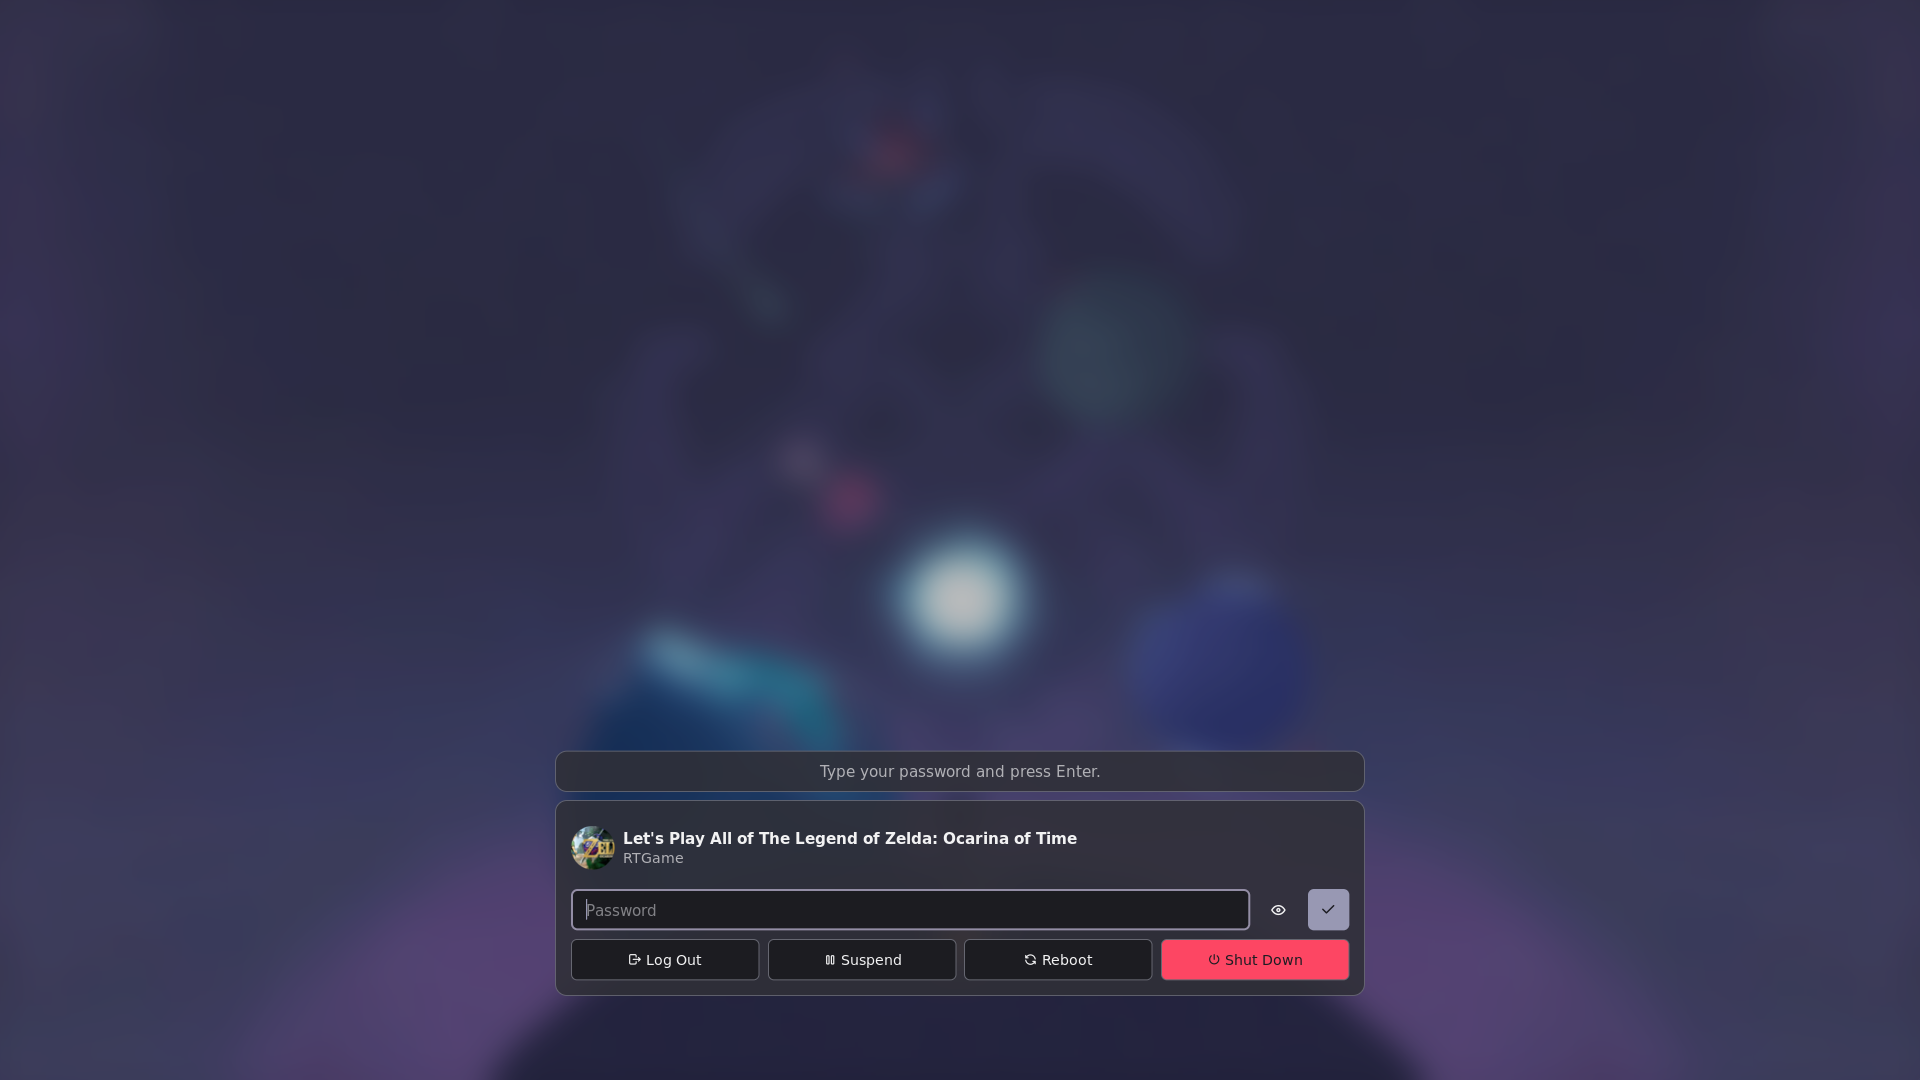 Type your password and press Enter.
ZEL
Let's Play All of The Legend of Zelda: Ocarina of Time
RTGame
Password
Log Out
Suspend
Reboot
Shut Down